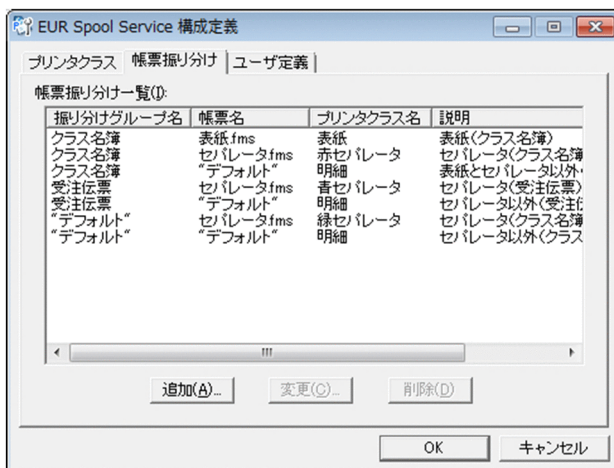 EUR Spool Service 構成定義
プリンタクラス 帳票振り分け ユーザ定義
帳票振り分け一覧(I):
振り分けグループ名 帳票名 プリンタクラス名 説明
クラス名簿 表紙.fms 表紙 表紙(クラス名簿)
クラス名簿 セパレータ.fms 赤セパレータ セパレータ(クラス名簿
クラス名簿 "デフォルト" 明細 表紙とセパレータ以外
受注伝票 セパレータ.fms 青セパレータ セパレータ(受注伝票)
受注伝票 "デフォルト" 明細 セパレータ以外(受注伝
"デフォルト" セパレータ.fms 緑セパレータ セパレータ(クラス名簿
"デフォルト" "デフォルト" 明細 セパレータ以外(クラス
追加(A)... 変更(C)... 削除(D)
OK キャンセル